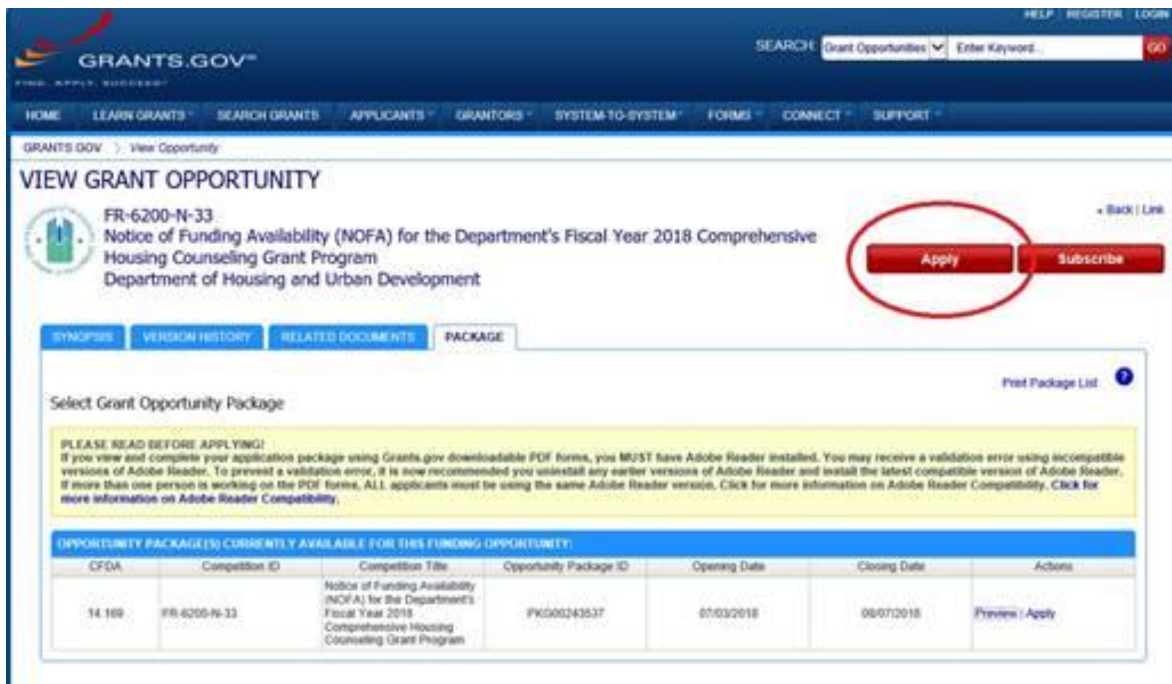 HELP | REGISTER | LOGIN
GRANTS.GOV℠
FIND. APPLY. SUCCEED.℠
SEARCH: Grant Opportunities Enter Keyword... GO
HOME LEARN GRANTS SEARCH GRANTS APPLICANTS GRANTORS SYSTEM-TO-SYSTEM FORMS CONNECT SUPPORT
GRANTS.GOV > View Opportunity
VIEW GRANT OPPORTUNITY
« Back | Link
FR-6200-N-33
Notice of Funding Availability (NOFA) for the Department's Fiscal Year 2018 Comprehensive
Housing Counseling Grant Program
Department of Housing and Urban Development
Apply Subscribe
SYNOPSIS VERSION HISTORY RELATED DOCUMENTS PACKAGE
Print Package List ?
Select Grant Opportunity Package
PLEASE READ BEFORE APPLYING!
If you view and complete your application package using Grants.gov downloadable PDF forms, you MUST have Adobe Reader installed. You may receive a validation error using incompatible
versions of Adobe Reader. To prevent a validation error, it is now recommended you uninstall any earlier versions of Adobe Reader and install the latest compatible version of Adobe Reader.
If more than one person is working on the PDF forms, ALL applicants must be using the same Adobe Reader version. Click for more information on Adobe Reader Compatibility. Click for
more information on Adobe Reader Compatibility.
OPPORTUNITY PACKAGE(S) CURRENTLY AVAILABLE FOR THIS FUNDING OPPORTUNITY:
CFDA Competition ID Competition Title Opportunity Package ID Opening Date Closing Date Actions
Notice of Funding Availability
(NOFA) for the Department's
14.169 FR-6200-N-33 Fiscal Year 2018 PKG00243537 07/03/2018 08/07/2018 Preview | Apply
Comprehensive Housing
Counseling Grant Program